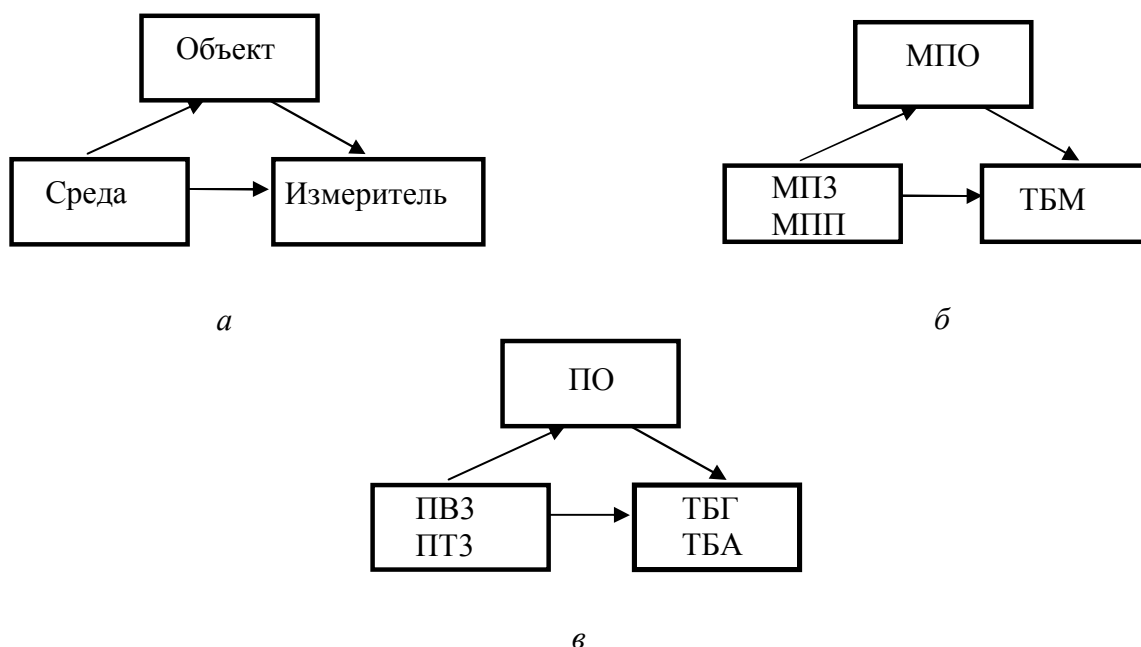 Объект
Среда
Измеритель
а
МПО
МПЗ
МПП
ТБМ
б
ПО
ПВЗ
ПТЗ
ТБГ
ТБА
в